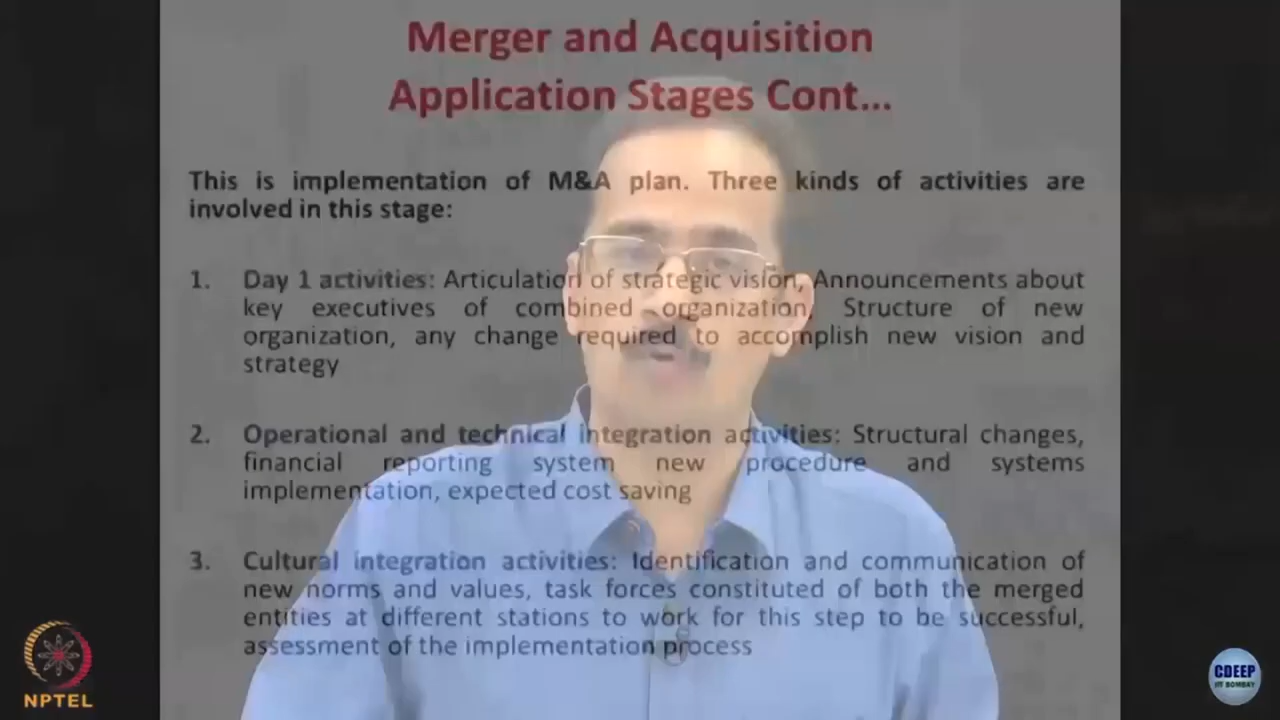 Merger and Acquisition
Application Stages Cont...
This is implementation of M&A plan. Three kinds of activities are
involved in this stage:
1. Day 1 activities: Articulation of strategic vision, Announcements about
key executives of combined organization, Structure of new
organization, any change required to accomplish new vision and
strategy
2. Operational and technical integration activities: Structural changes,
financial reporting system new procedure and systems
implementation, expected cost saving
3. Cultural integration activities: Identification and communication of
new norms and values, task forces constituted of both the merged
entities at different stations to work for this step to be successful,
assessment of the implementation process
NPTEL
CDEEP
IIT BOMBAY